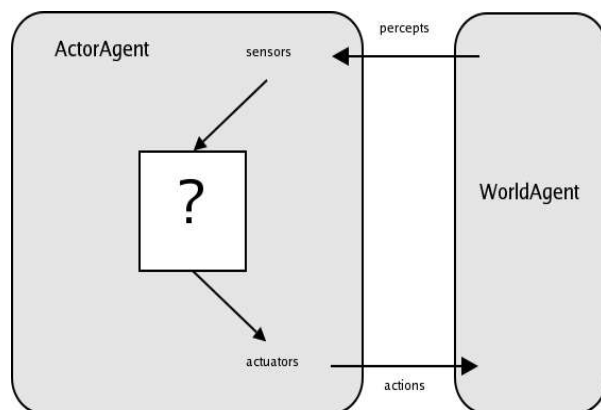 percepts
ActorAgent
sensors
?
WorldAgent
actuators
actions